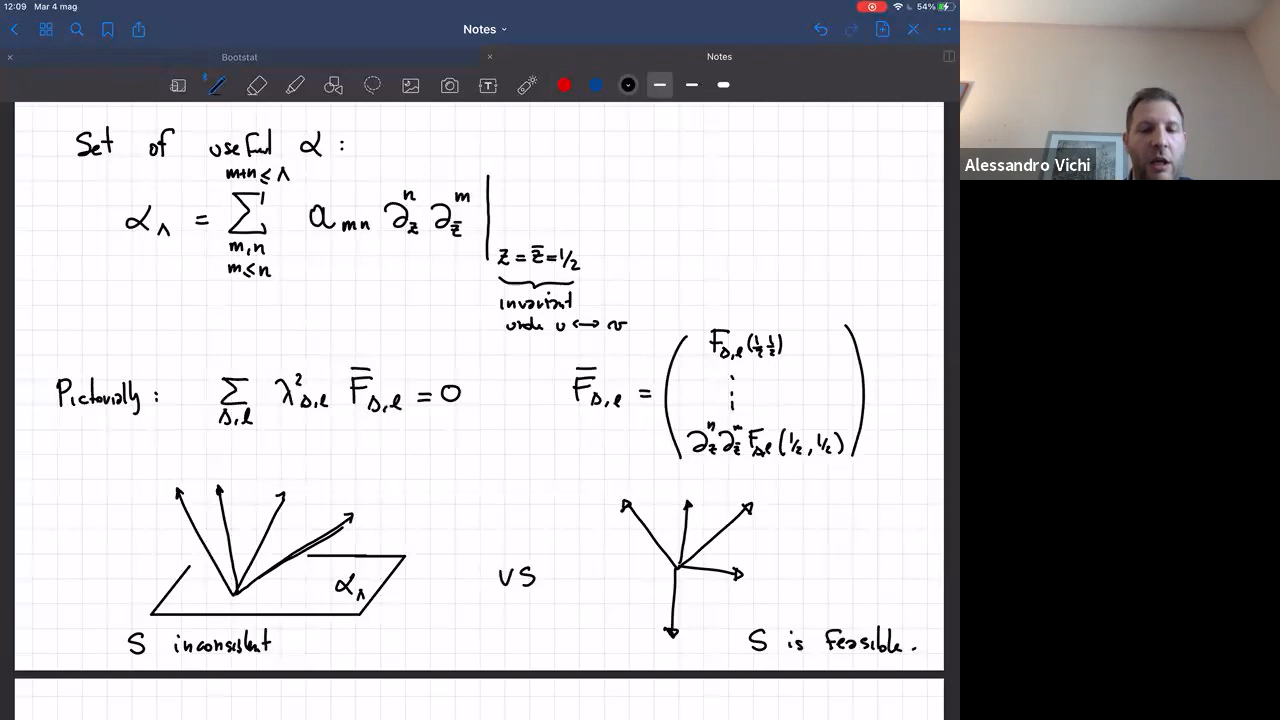 12:09 Mar 4 mag 54%
Notes
Bootstat Notes
Set of useful α :
m+n ≤ Λ
α_Λ = Σ' a_mn ∂_z^n ∂_z̄^m |
m,n
m ≤ n
z = z̄ = 1/2
invariant
under u ↔ v
Pictorially : Σ_Δ,ℓ λ²_Δ,ℓ F̄_Δ,ℓ = 0 F̄_Δ,ℓ = ( F_Δ,ℓ(½ ½)
⋮
∂_z^n ∂_z̄^m F_Δ,ℓ (1/2, 1/2) )
α_Λ
VS
S inconsistent
S is feasible.
Alessandro Vichi